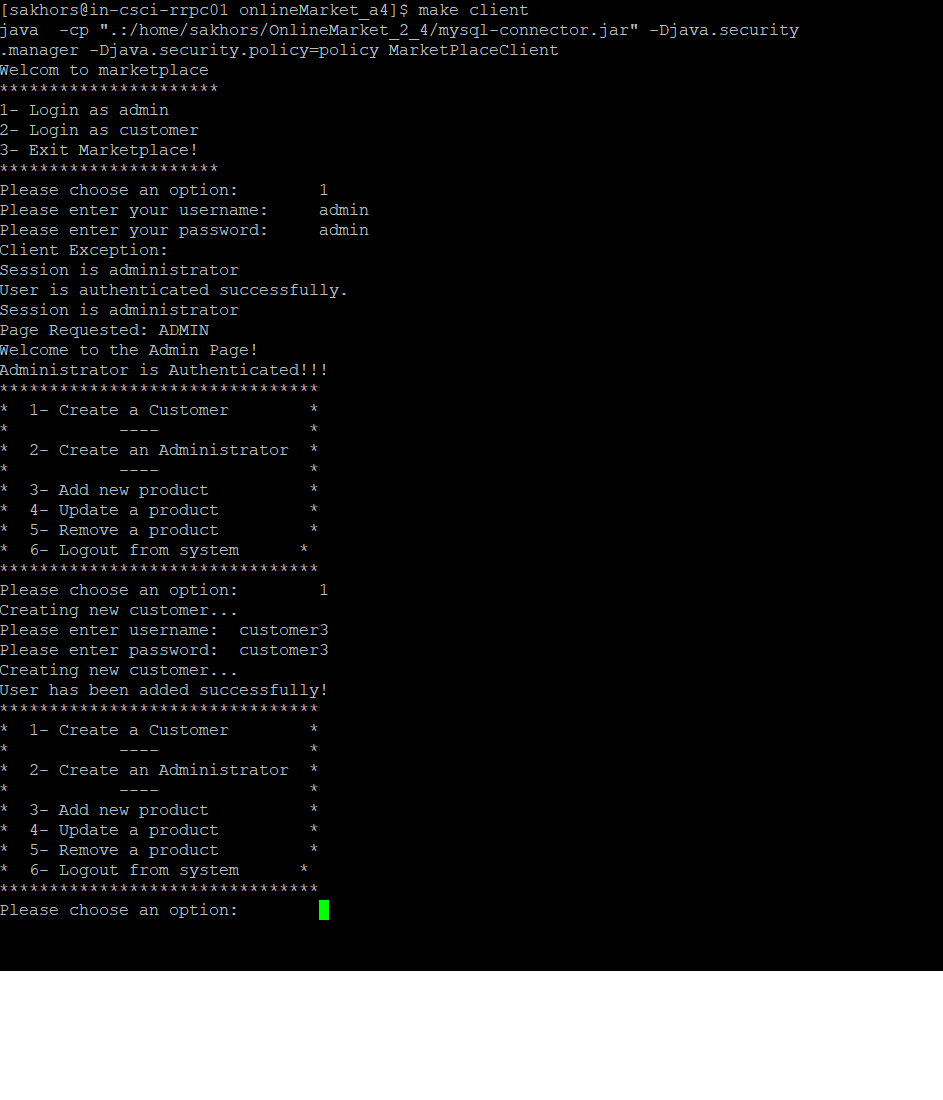 [sakhors@in-csci-rrpc01 onlineMarket_a4]$ make client
java  -cp ".:/home/sakhors/OnlineMarket_2_4/mysql-connector.jar" -Djava.security
.manager -Djava.security.policy=policy MarketPlaceClient
Welcom to marketplace
**********************
1- Login as admin
2- Login as customer
3- Exit Marketplace!
**********************
Please choose an option:        1
Please enter your username:     admin
Please enter your password:     admin
Client Exception:
Session is administrator
User is authenticated successfully.
Session is administrator
Page Requested: ADMIN
Welcome to the Admin Page!
Administrator is Authenticated!!!
********************************
*  1- Create a Customer        *
*           ----               *
*  2- Create an Administrator  *
*           ----               *
*  3- Add new product          *
*  4- Update a product         *
*  5- Remove a product         *
*  6- Logout from system      *
********************************
Please choose an option:        1
Creating new customer...
Please enter username:  customer3
Please enter password:  customer3
Creating new customer...
User has been added successfully!
********************************
*  1- Create a Customer        *
*           ----               *
*  2- Create an Administrator  *
*           ----               *
*  3- Add new product          *
*  4- Update a product         *
*  5- Remove a product         *
*  6- Logout from system      *
********************************
Please choose an option: